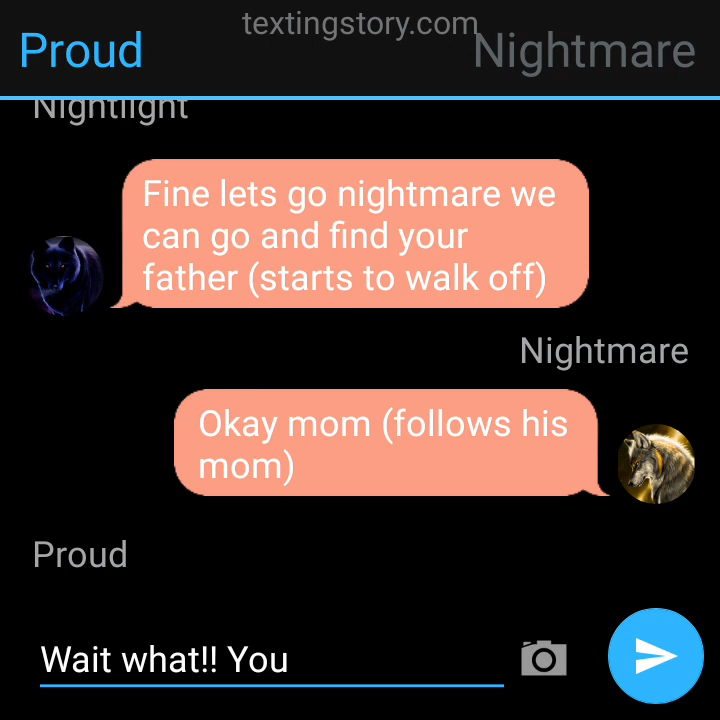 textingstory.com
Proud
Nightmare
Nightlight
Fine lets go nightmare we
can go and find your
father (starts to walk off)
Nightmare
Okay mom (follows his
mom)
Proud
Wait what!! You